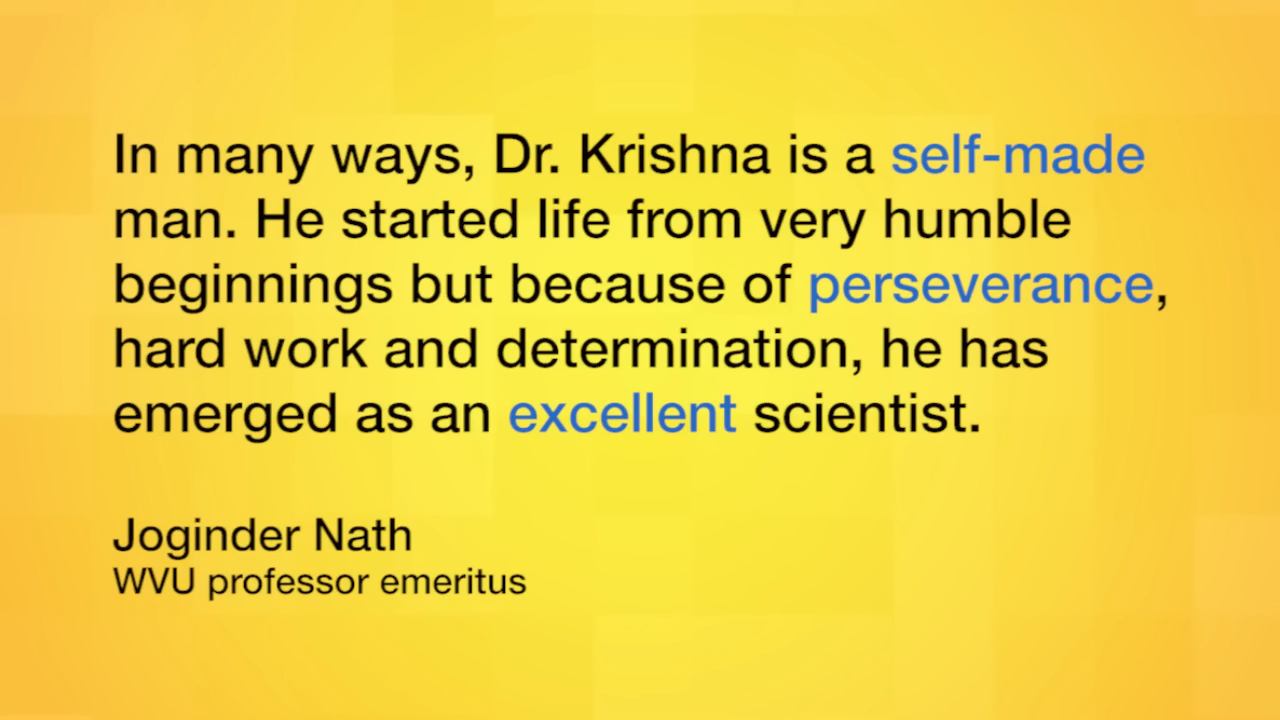 In many ways, Dr. Krishna is a self-made
man. He started life from very humble
beginnings but because of perseverance,
hard work and determination, he has
emerged as an excellent scientist.
Joginder Nath
WVU professor emeritus